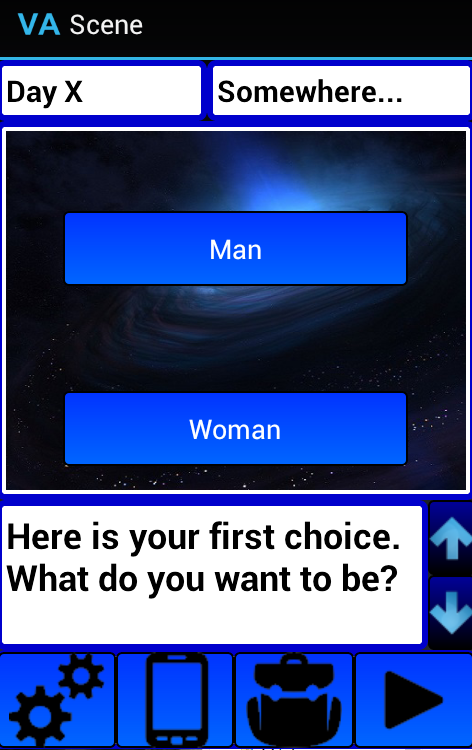 VA Scene
Day X
Somewhere...
Man
Woman
Here is your first choice.
What do you want to be?